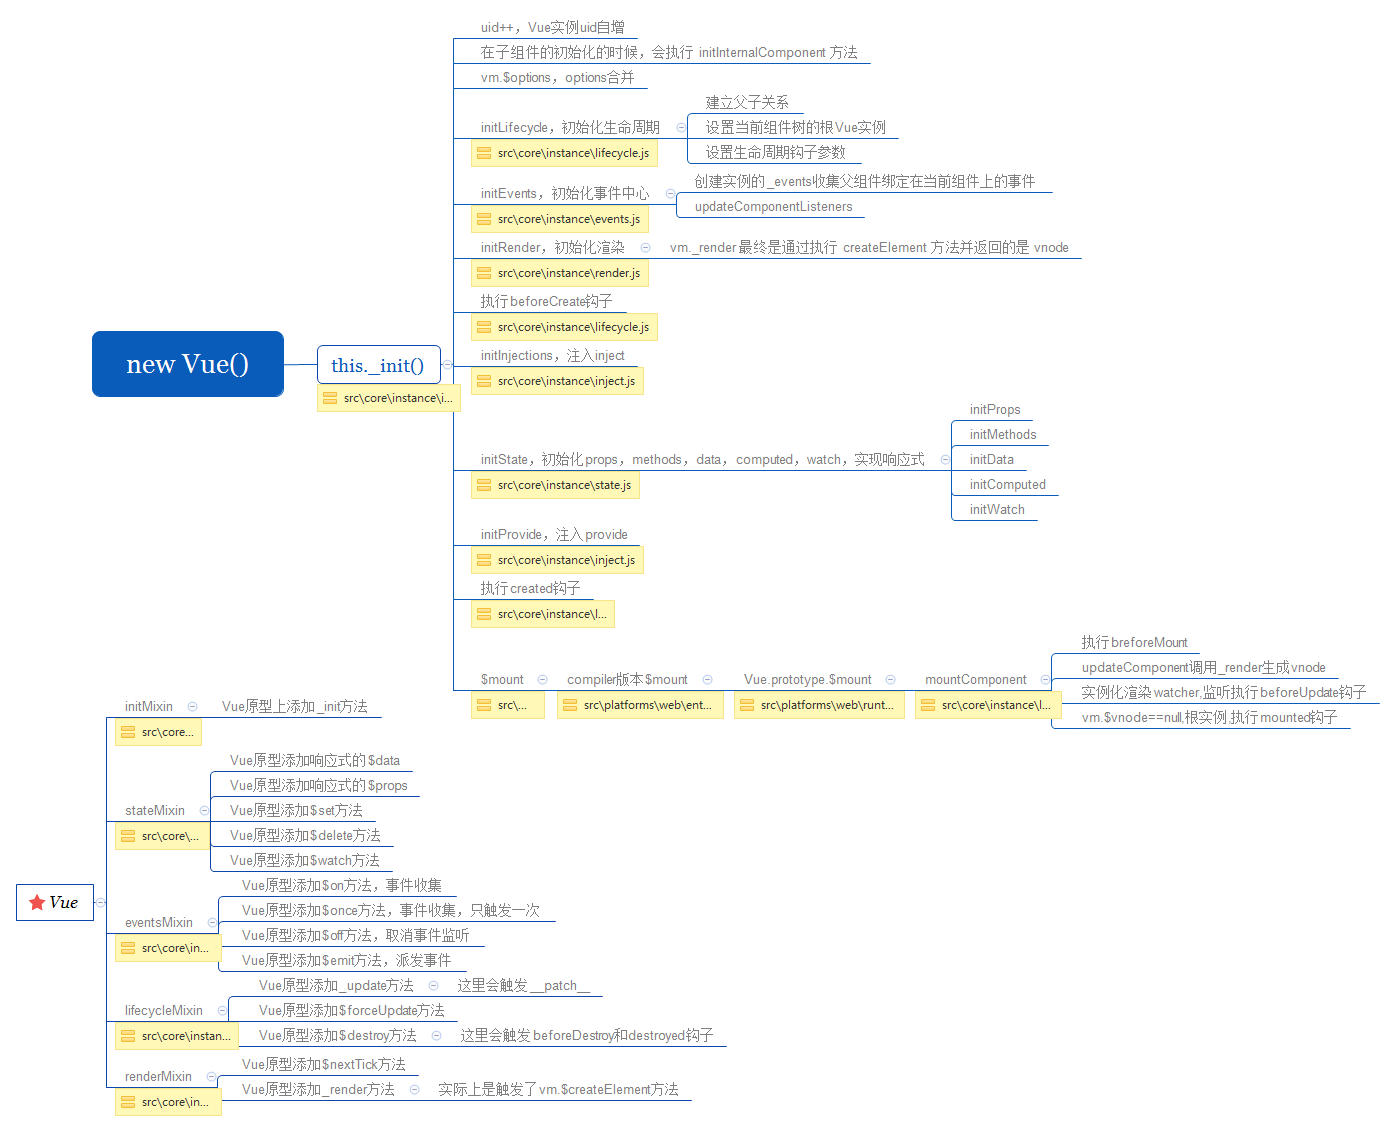 new Vue()
this._init()
src\core\instance\i...
uid++，Vue实例uid自增
在子组件的初始化的时候，会执行 initInternalComponent 方法
vm.$options，options合并
initLifecycle，初始化生命周期
src\core\instance\lifecycle.js
建立父子关系
设置当前组件树的根Vue实例
设置生命周期钩子参数
initEvents，初始化事件中心
src\core\instance\events.js
创建实例的_events收集父组件绑定在当前组件上的事件
updateComponentListeners
initRender，初始化渲染
src\core\instance\render.js
vm._render 最终是通过执行 createElement 方法并返回的是 vnode
执行beforeCreate钩子
src\core\instance\lifecycle.js
initInjections，注入inject
src\core\instance\inject.js
initState，初始化props，methods，data，computed，watch，实现响应式
src\core\instance\state.js
initProps
initMethods
initData
initComputed
initWatch
initProvide，注入provide
src\core\instance\inject.js
执行created钩子
src\core\instance\l...
$mount
src\...
compiler版本$mount
src\platforms\web\ent...
Vue.prototype.$mount
src\platforms\web\runt...
mountComponent
src\core\instance\l...
执行breforeMount
updateComponent调用_render生成vnode
实例化渲染watcher,监听执行beforeUpdate钩子
vm.$vnode==null,根实例,执行mounted钩子
Vue
initMixin
src\core...
Vue原型上添加_init方法
stateMixin
src\core\...
Vue原型添加响应式的$data
Vue原型添加响应式的$props
Vue原型添加$set方法
Vue原型添加$delete方法
Vue原型添加$watch方法
eventsMixin
src\core\in...
Vue原型添加$on方法，事件收集
Vue原型添加$once方法，事件收集，只触发一次
Vue原型添加$off方法，取消事件监听
Vue原型添加$emit方法，派发事件
lifecycleMixin
src\core\instan...
Vue原型添加_update方法
这里会触发__patch__
Vue原型添加$forceUpdate方法
Vue原型添加$destroy方法
这里会触发beforeDestroy和destroyed钩子
renderMixin
src\core\in...
Vue原型添加$nextTick方法
Vue原型添加_render方法
实际上是触发了vm.$createElement方法